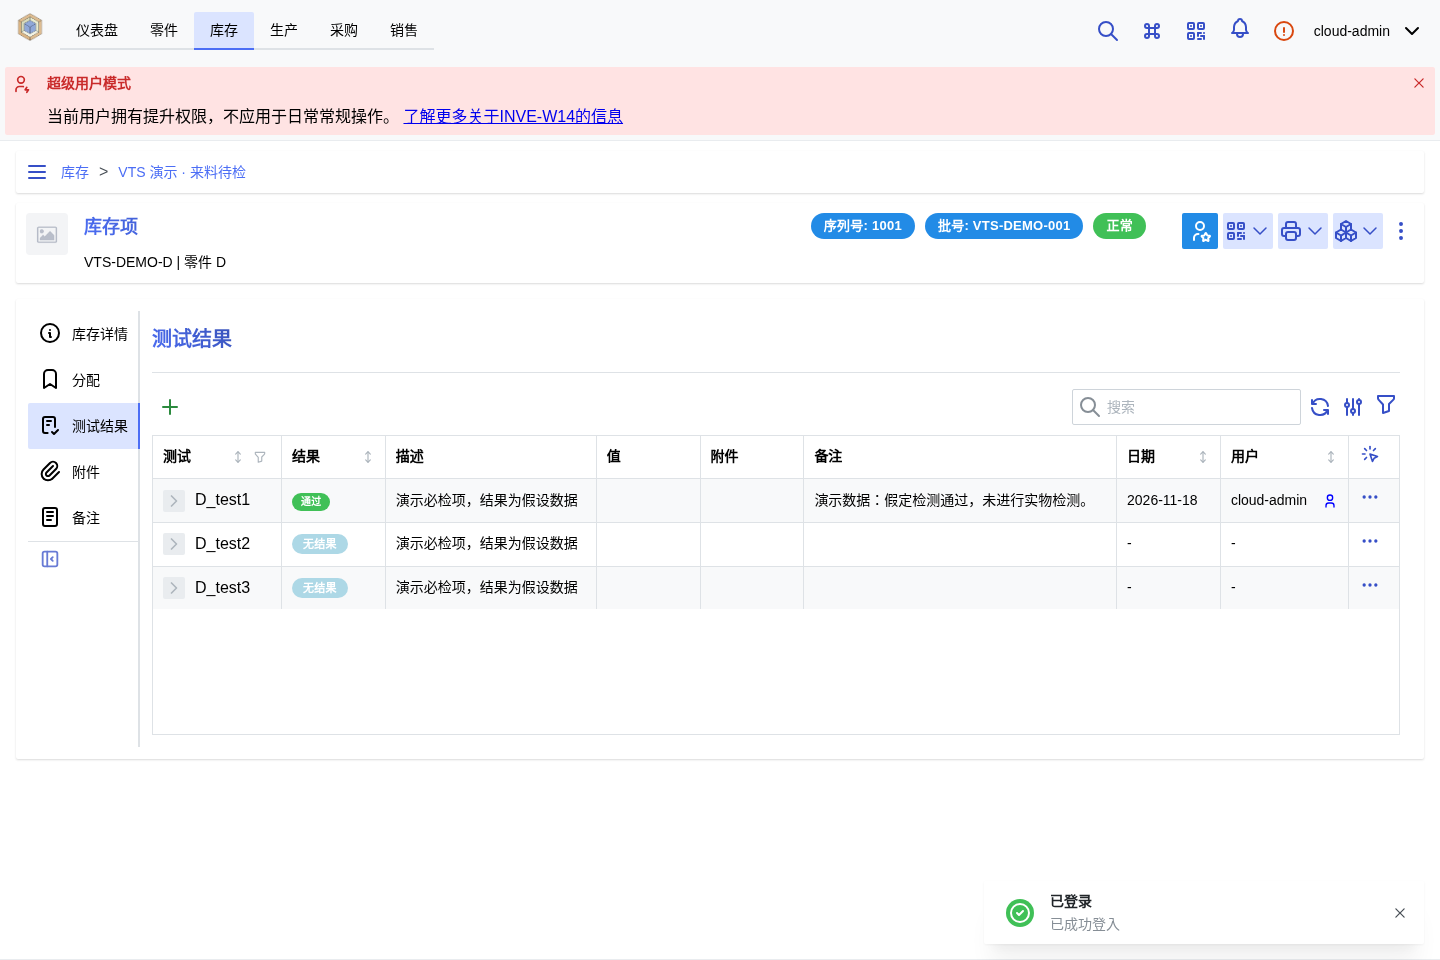 仪表盘 零件 库存 生产 采购 销售 cloud-admin
超级用户模式
当前用户拥有提升权限，不应用于日常常规操作。 了解更多关于INVE-W14的信息
库存 > VTS 演示 · 来料待检
库存项 序列号: 1001 批号: VTS-DEMO-001 正常
VTS-DEMO-D | 零件 D
库存详情
分配
测试结果
附件
备注
测试结果
搜索
测试 结果 描述 值 附件 备注 日期 用户
D_test1 通过 演示必检项，结果为假设数据 演示数据：假定检测通过，未进行实物检测。 2026-11-18 cloud-admin
D_test2 无结果 演示必检项，结果为假设数据 - -
D_test3 无结果 演示必检项，结果为假设数据 - -
已登录
已成功登入